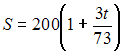 S = 200(1 + 3t/73)